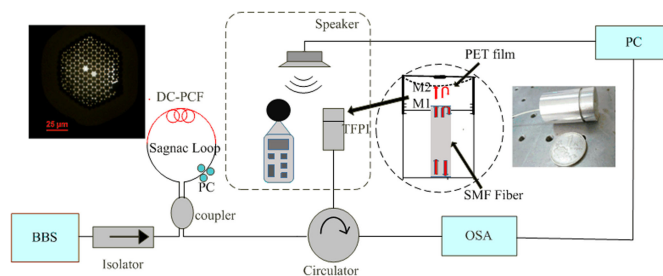 Speaker
PC
PET film
M2
M1
DC-PCF
TFPI
Sagnac Loop
25 μm
PC
SMF Fiber
coupler
BBS
OSA
Isolator
Circulator